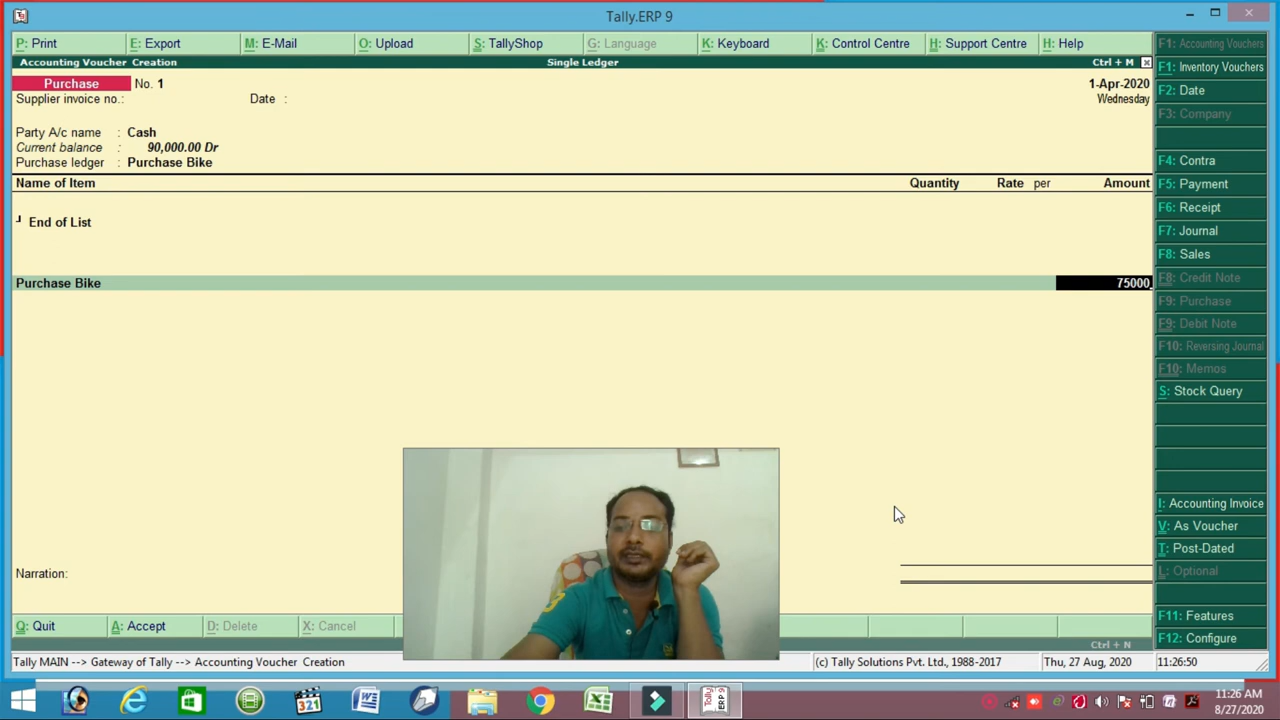 Tally.ERP 9
P: Print E: Export M: E-Mail O: Upload S: TallyShop G: Language K: Keyboard K: Control Centre H: Support Centre H: Help
Accounting Voucher Creation Single Ledger Ctrl + M
Purchase No. 1 1-Apr-2020
Supplier invoice no.: Date : Wednesday
Party A/c name : Cash
Current balance : 90,000.00 Dr
Purchase ledger : Purchase Bike
Name of Item Quantity Rate per Amount
End of List
Purchase Bike 75000
Narration:
Q: Quit A: Accept D: Delete X: Cancel
Ctrl + N
Tally MAIN --> Gateway of Tally --> Accounting Voucher Creation (c) Tally Solutions Pvt. Ltd., 1988-2017 Thu, 27 Aug, 2020 11:26:50
F1: Accounting Vouchers
F1: Inventory Vouchers
F2: Date
F3: Company
F4: Contra
F5: Payment
F6: Receipt
F7: Journal
F8: Sales
F8: Credit Note
F9: Purchase
F9: Debit Note
F10: Reversing Journal
F10: Memos
S: Stock Query
I: Accounting Invoice
V: As Voucher
T: Post-Dated
L: Optional
F11: Features
F12: Configure
321
ERP 9
11:26 AM
8/27/2020